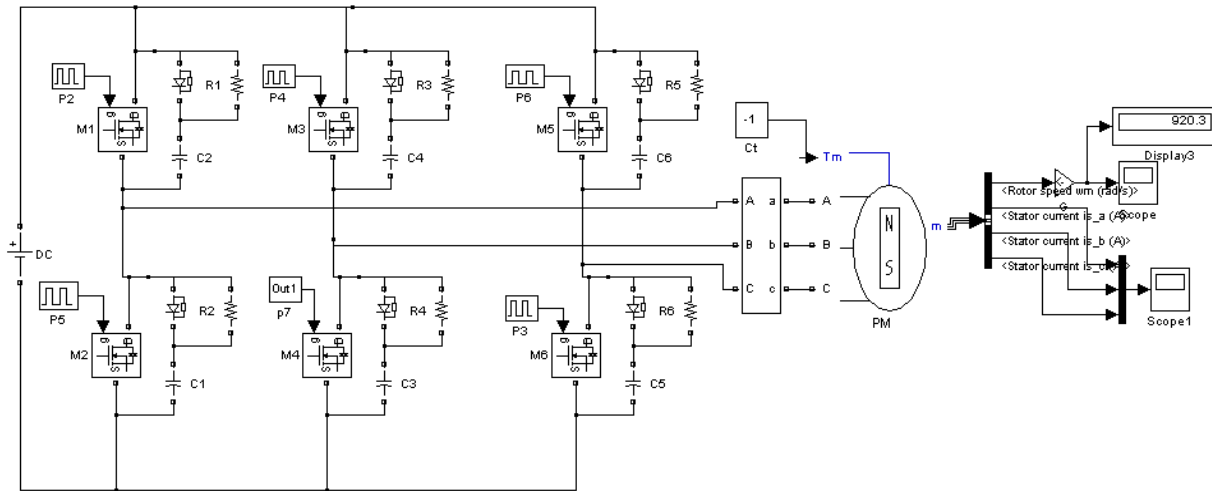 P2
R1
M1
g
D
S
C2
P4
R3
M3
g
D
S
C4
P6
R5
M5
g
D
S
C6
-1
Ct
Tm
920.3
Display3
Scope
<Rotor speed wm (rad/s)>
G
<Stator current is_a (A)>
<Stator current is_b (A)>
A
B
C
a
b
c
A
B
C
N
S
PM
m
Scope1
+
DC
P5
R2
M2
g
D
S
C1
Out1
p7
R4
M4
g
D
S
C3
P3
R6
M6
g
D
S
C5